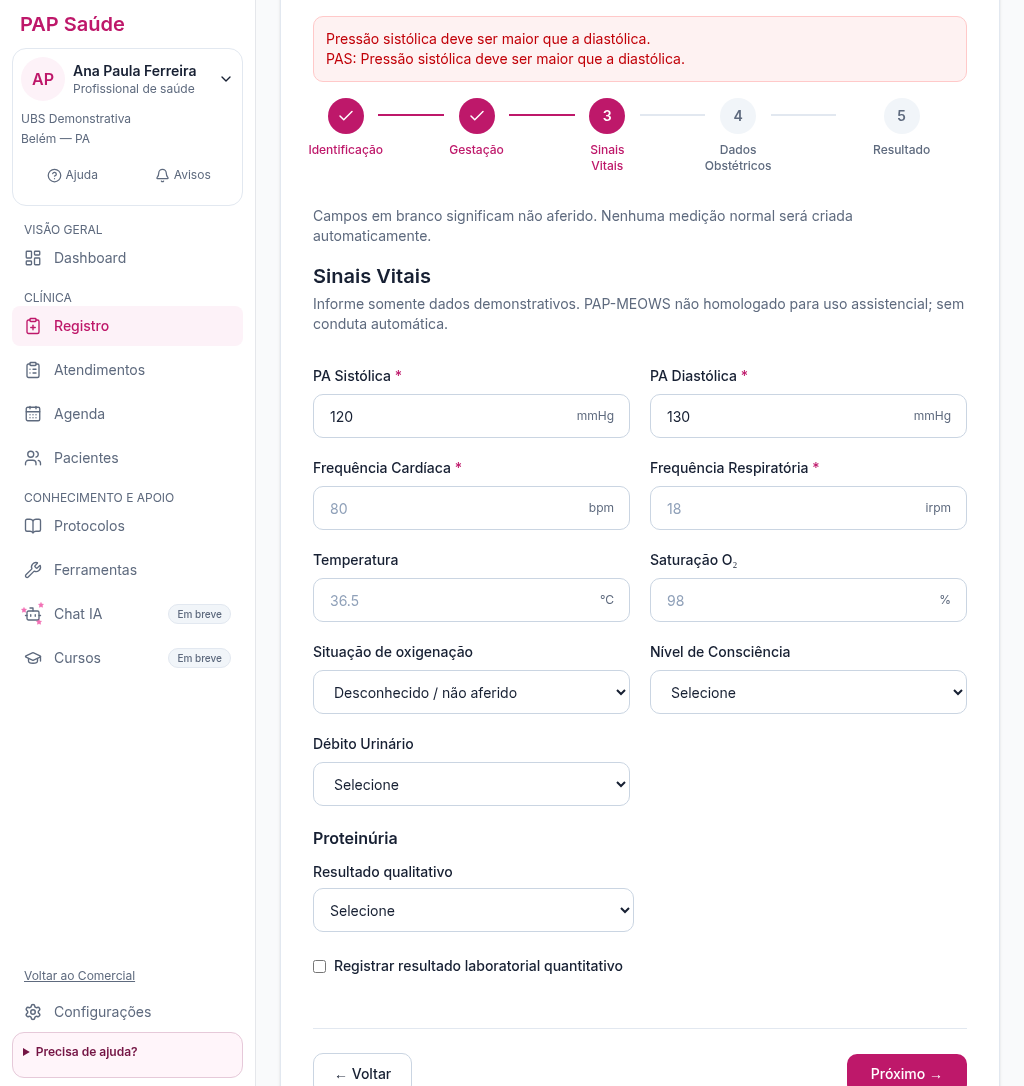 PAP Saúde
AP
Ana Paula Ferreira
Profissional de saúde
UBS Demonstrativa
Belém — PA
Ajuda
Avisos
VISÃO GERAL
Dashboard
CLÍNICA
Registro
Atendimentos
Agenda
Pacientes
CONHECIMENTO E APOIO
Protocolos
Ferramentas
Chat IA
Em breve
Cursos
Em breve
Voltar ao Comercial
Configurações
Precisa de ajuda?
Pressão sistólica deve ser maior que a diastólica.
PAS: Pressão sistólica deve ser maior que a diastólica.
3
4
5
Identificação
Gestação
Sinais
Vitais
Dados
Obstétricos
Resultado
Campos em branco significam não aferido. Nenhuma medição normal será criada
automaticamente.
Sinais Vitais
Informe somente dados demonstrativos. PAP-MEOWS não homologado para uso assistencial; sem
conduta automática.
PA Sistólica *
120 mmHg
PA Diastólica *
130 mmHg
Frequência Cardíaca *
80 bpm
Frequência Respiratória *
18 irpm
Temperatura
36.5 °C
Saturação O₂
98 %
Situação de oxigenação
Desconhecido / não aferido
Nível de Consciência
Selecione
Débito Urinário
Selecione
Proteinúria
Resultado qualitativo
Selecione
Registrar resultado laboratorial quantitativo
← Voltar
Próximo →